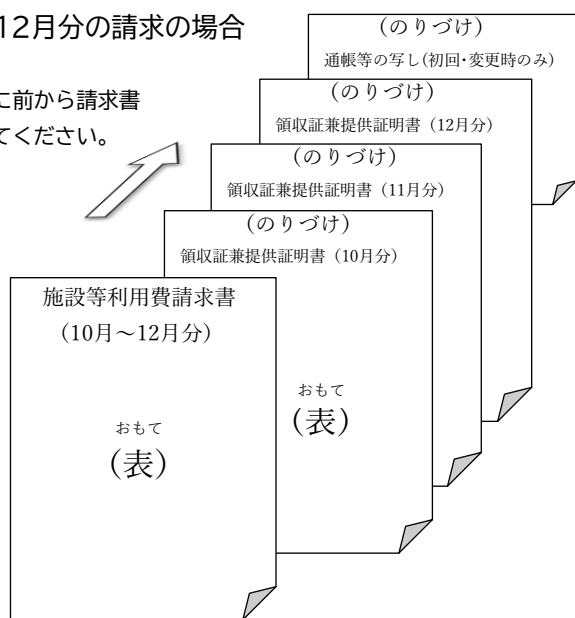 12月分の請求の場合
に前から請求書
てください。
(のりづけ)
通帳等の写し(初回・変更時のみ)
(のりづけ)
領収証兼提供証明書（12月分）
(のりづけ)
領収証兼提供証明書（11月分）
(のりづけ)
領収証兼提供証明書（10月分）
施設等利用費請求書
（10月～12月分）
おもて
(表)
おもて
(表)